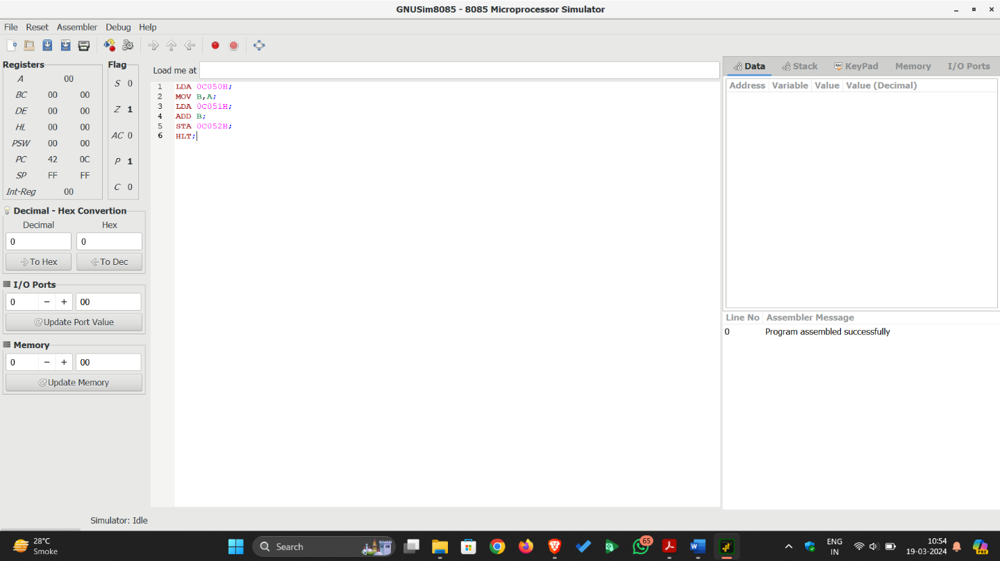 GNUSim8085 - 8085 Microprocessor Simulator
File Reset Assembler Debug Help
Registers
A 00
BC 00 00
DE 00 00
HL 00 00
PSW 00 00
PC 42 0C
SP FF FF
Int-Reg 00
Flag
S 0
Z 1
AC 0
P 1
C 0
Decimal - Hex Convertion
Decimal Hex
0 0
To Hex To Dec
I/O Ports
0 − + 00
Update Port Value
Memory
0 − + 00
Update Memory
Load me at
1 LDA 0C050H;
2 MOV B,A;
3 LDA 0C051H;
4 ADD B;
5 STA 0C052H;
6 HLT;
Data Stack KeyPad Memory I/O Ports
Address Variable Value Value (Decimal)
Line No Assembler Message
0 Program assembled successfully
Simulator: Idle
28°C
Smoke
Search
65
ENG
IN
10:54
19-03-2024
PRE